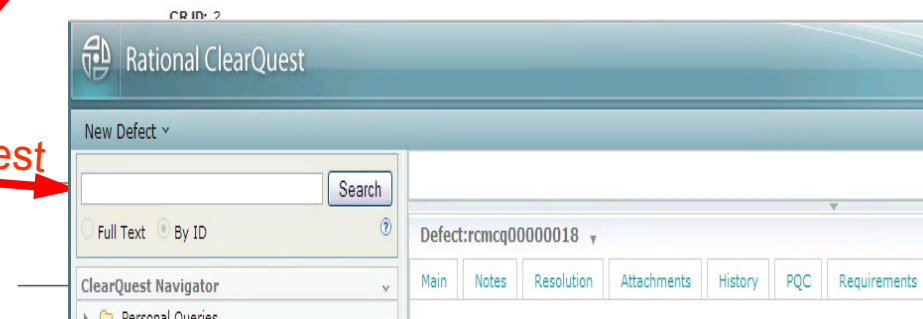 CR ID: 2
Rational ClearQuest
New Defect
est
Search
Full Text By ID
Defect:rcmcq00000018
ClearQuest Navigator
Main Notes Resolution Attachments History PQC Requirements
Personal Queries